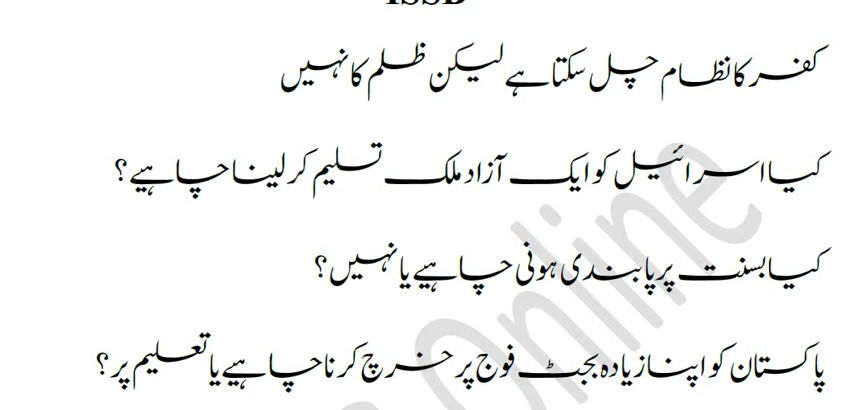 ISSB
کفر کا نظام چل سکتا ہے لیکن ظلم کا نہیں
کیا اسرائیل کو ایک آزاد ملک تسلیم کر لینا چاہیے؟
کیا بسنت پر پابندی ہونی چاہیے یا نہیں؟
پاکستان کو اپنا زیادہ بجٹ فوج پر خرچ کرنا چاہیے یا تعلیم پر؟
Online